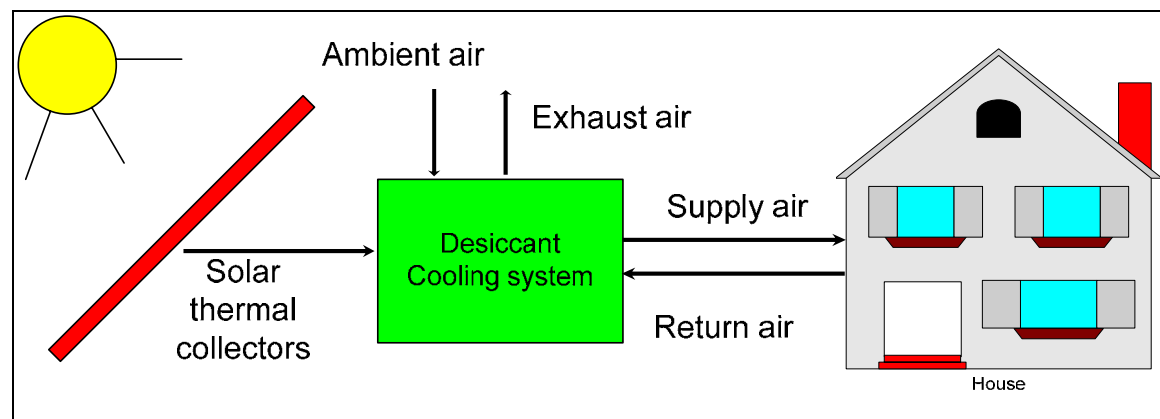 Ambient air
Exhaust air
Supply air
Desiccant
Cooling system
Solar
thermal
collectors
Return air
House